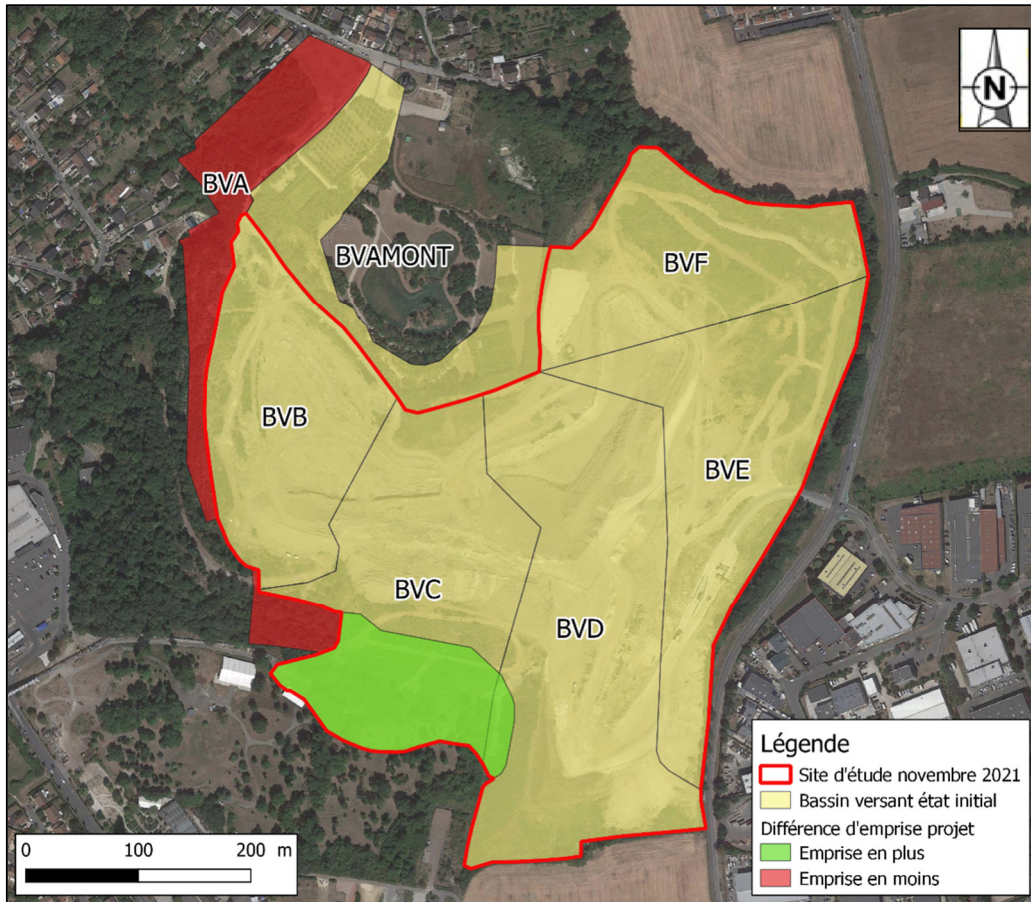 N
BVA
BVAMONT
BVF
BVB
BVE
BVC
BVD
Légende
Site d'étude novembre 2021
Bassin versant état initial
Différence d'emprise projet
Emprise en plus
Emprise en moins
0 100 200 m